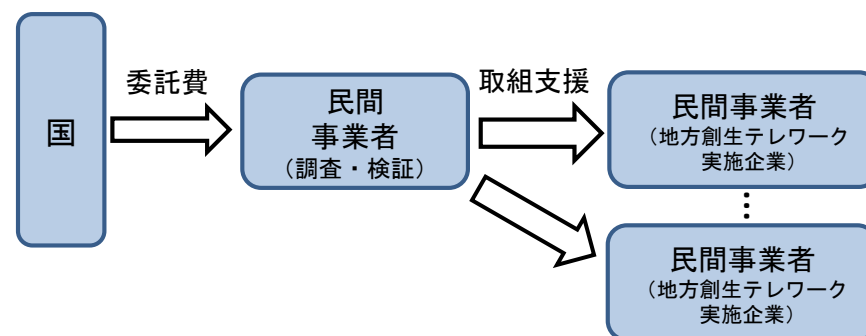 国
委託費
民間
事業者
（調査・検証）
取組支援
民間事業者
（地方創生テレワーク
実施企業）
…
民間事業者
（地方創生テレワーク
実施企業）